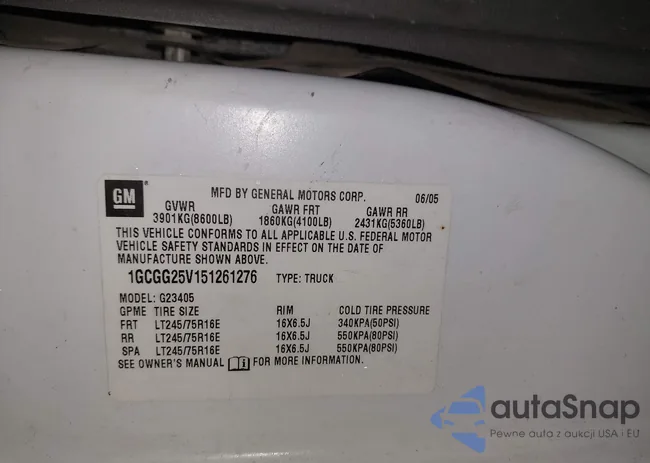 GM
MFD BY GENERAL MOTORS CORP. 06/05
GVWR GAWR FRT GAWR RR
3901KG(8600LB) 1860KG(4100LB) 2431KG(5360LB)
THIS VEHICLE CONFORMS TO ALL APPLICABLE U.S. FEDERAL MOTOR
VEHICLE SAFETY STANDARDS IN EFFECT ON THE DATE OF
MANUFACTURE SHOWN ABOVE.
1GCGG25V151261276 TYPE: TRUCK
MODEL: G23405
GPME TIRE SIZE RIM COLD TIRE PRESSURE
FRT LT245/75R16E 16X6.5J 340KPA(50PSI)
RR LT245/75R16E 16X6.5J 550KPA(80PSI)
SPA LT245/75R16E 16X6.5J 550KPA(80PSI)
SEE OWNER'S MANUAL FOR MORE INFORMATION.
autaSnap
Pewne auta z aukcji USA i EU